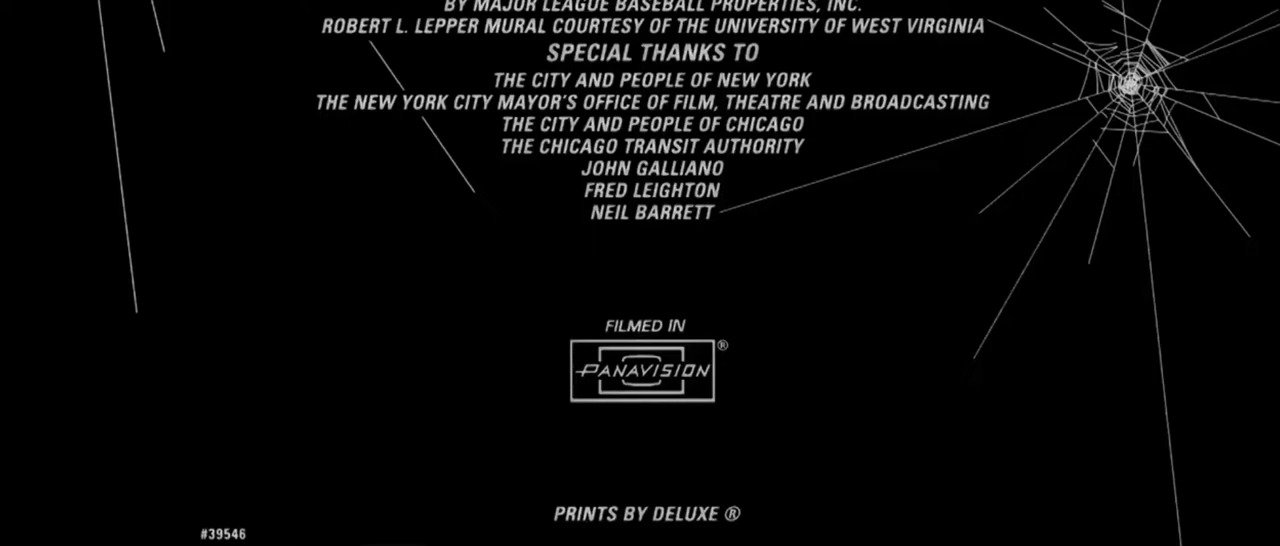 BY MAJOR LEAGUE BASEBALL PROPERTIES, INC.
ROBERT L. LEPPER MURAL COURTESY OF THE UNIVERSITY OF WEST VIRGINIA
SPECIAL THANKS TO
THE CITY AND PEOPLE OF NEW YORK
THE NEW YORK CITY MAYOR'S OFFICE OF FILM, THEATRE AND BROADCASTING
THE CITY AND PEOPLE OF CHICAGO
THE CHICAGO TRANSIT AUTHORITY
JOHN GALLIANO
FRED LEIGHTON
NEIL BARRETT
FILMED IN
PANAVISION ®
PRINTS BY DELUXE ®
#39546